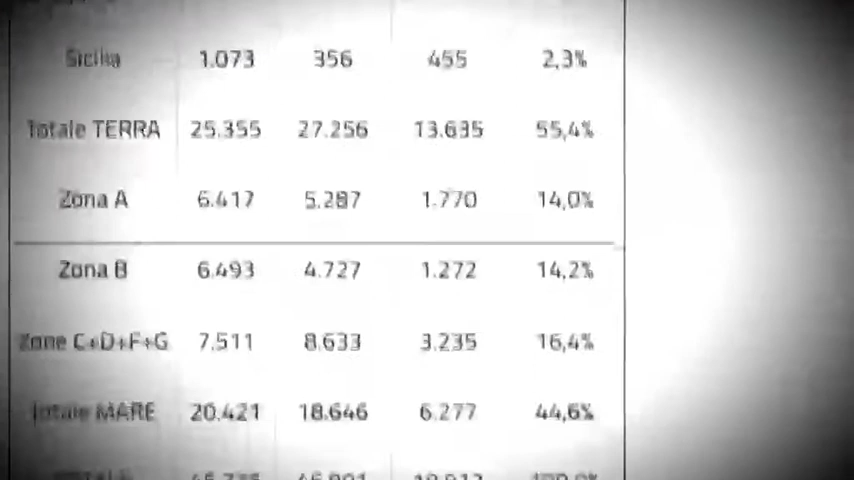 Sicilia 1.073 356 455 2,3%
Totale TERRA 25.355 27.256 13.635 55,4%
Zona A 6.417 5.287 1.770 14,0%
Zona B 6.493 4.727 1.272 14,2%
Zone C+D+F+G 7.511 8.633 3.235 16,4%
Totale MARE 20.421 18.646 6.277 44,6%